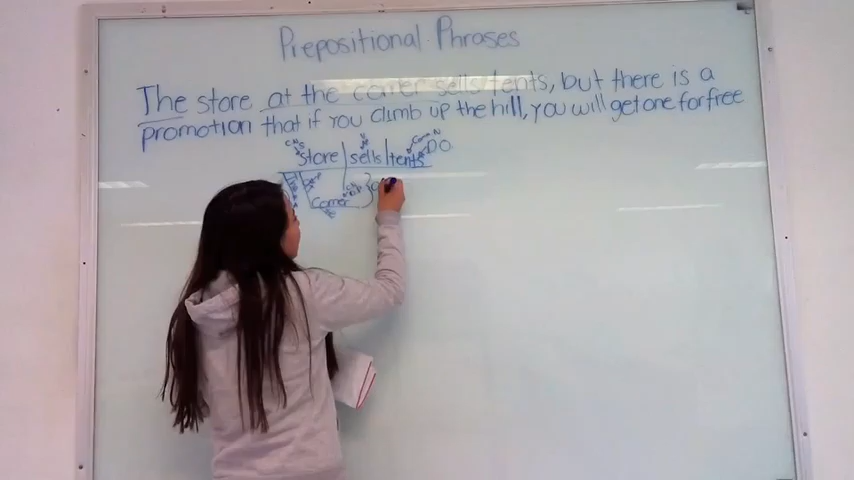 Prepositional Phrases
The store at the corner sells tents, but there is a
promotion that if you climb up the hill, you will get one for free
store sells tents DO
corner